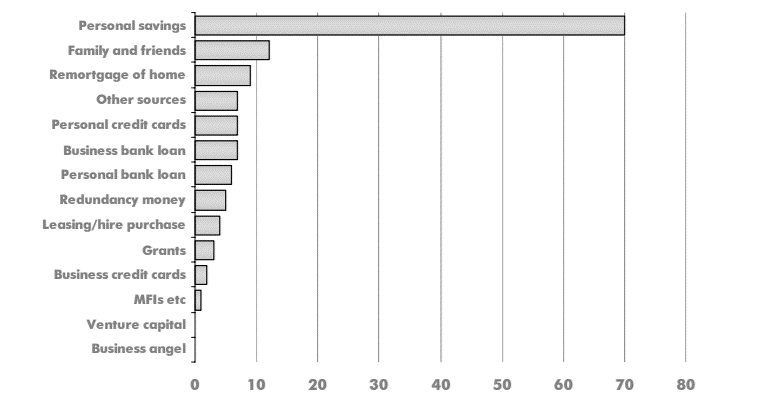 Personal savings
Family and friends
Remortgage of home
Other sources
Personal credit cards
Business bank loan
Personal bank loan
Redundancy money
Leasing/hire purchase
Grants
Business credit cards
MFIs etc
Venture capital
Business angel
0 10 20 30 40 50 60 70 80